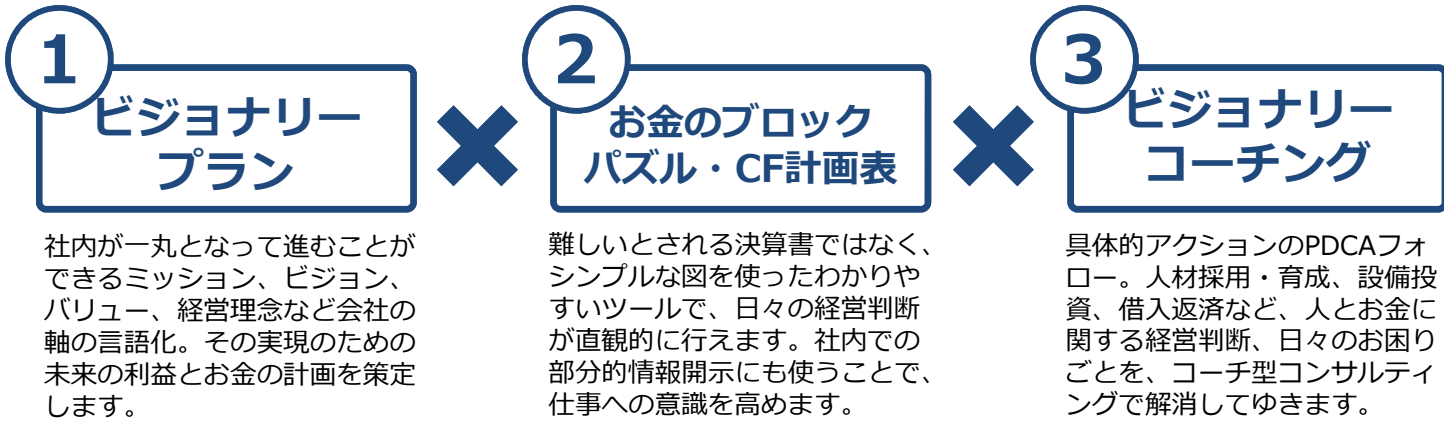 1
ビジョナリー
プラン
社内が一丸となって進むことが
できるミッション、ビジョン、
バリュー、経営理念など会社の
軸の言語化。その実現のための
未来の利益とお金の計画を策定
します。
2
お金のブロック
パズル・CF計画表
難しいとされる決算書ではなく、
シンプルな図を使ったわかりや
すいツールで、日々の経営判断
が直観的に行えます。社内での
部分的情報開示にも使うことで、
仕事への意識を高めます。
3
ビジョナリー
コーチング
具体的アクションのPDCAフォ
ロー。人材採用・育成、設備投
資、借入返済など、人とお金に
関する経営判断、日々のお困り
ごとを、コーチ型コンサルティ
ングで解消してゆきます。